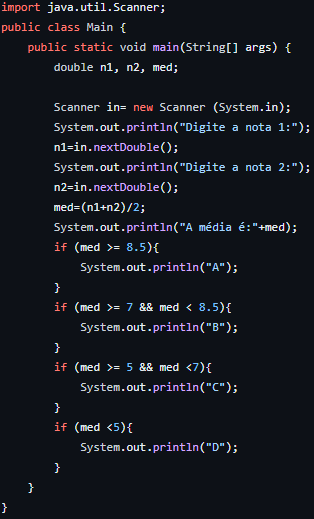 import java.util.Scanner;
public class Main {
    public static void main(String[] args) {
        double n1, n2, med;

        Scanner in= new Scanner (System.in);
        System.out.println("Digite a nota 1:");
        n1=in.nextDouble();
        System.out.println("Digite a nota 2:");
        n2=in.nextDouble();
        med=(n1+n2)/2;
        System.out.println("A média é:"+med);
        if (med >= 8.5){
            System.out.println("A");
        }
        if (med >= 7 && med < 8.5){
            System.out.println("B");
        }
        if (med >= 5 && med <7){
            System.out.println("C");
        }
        if (med <5){
            System.out.println("D");
        }
    }
}